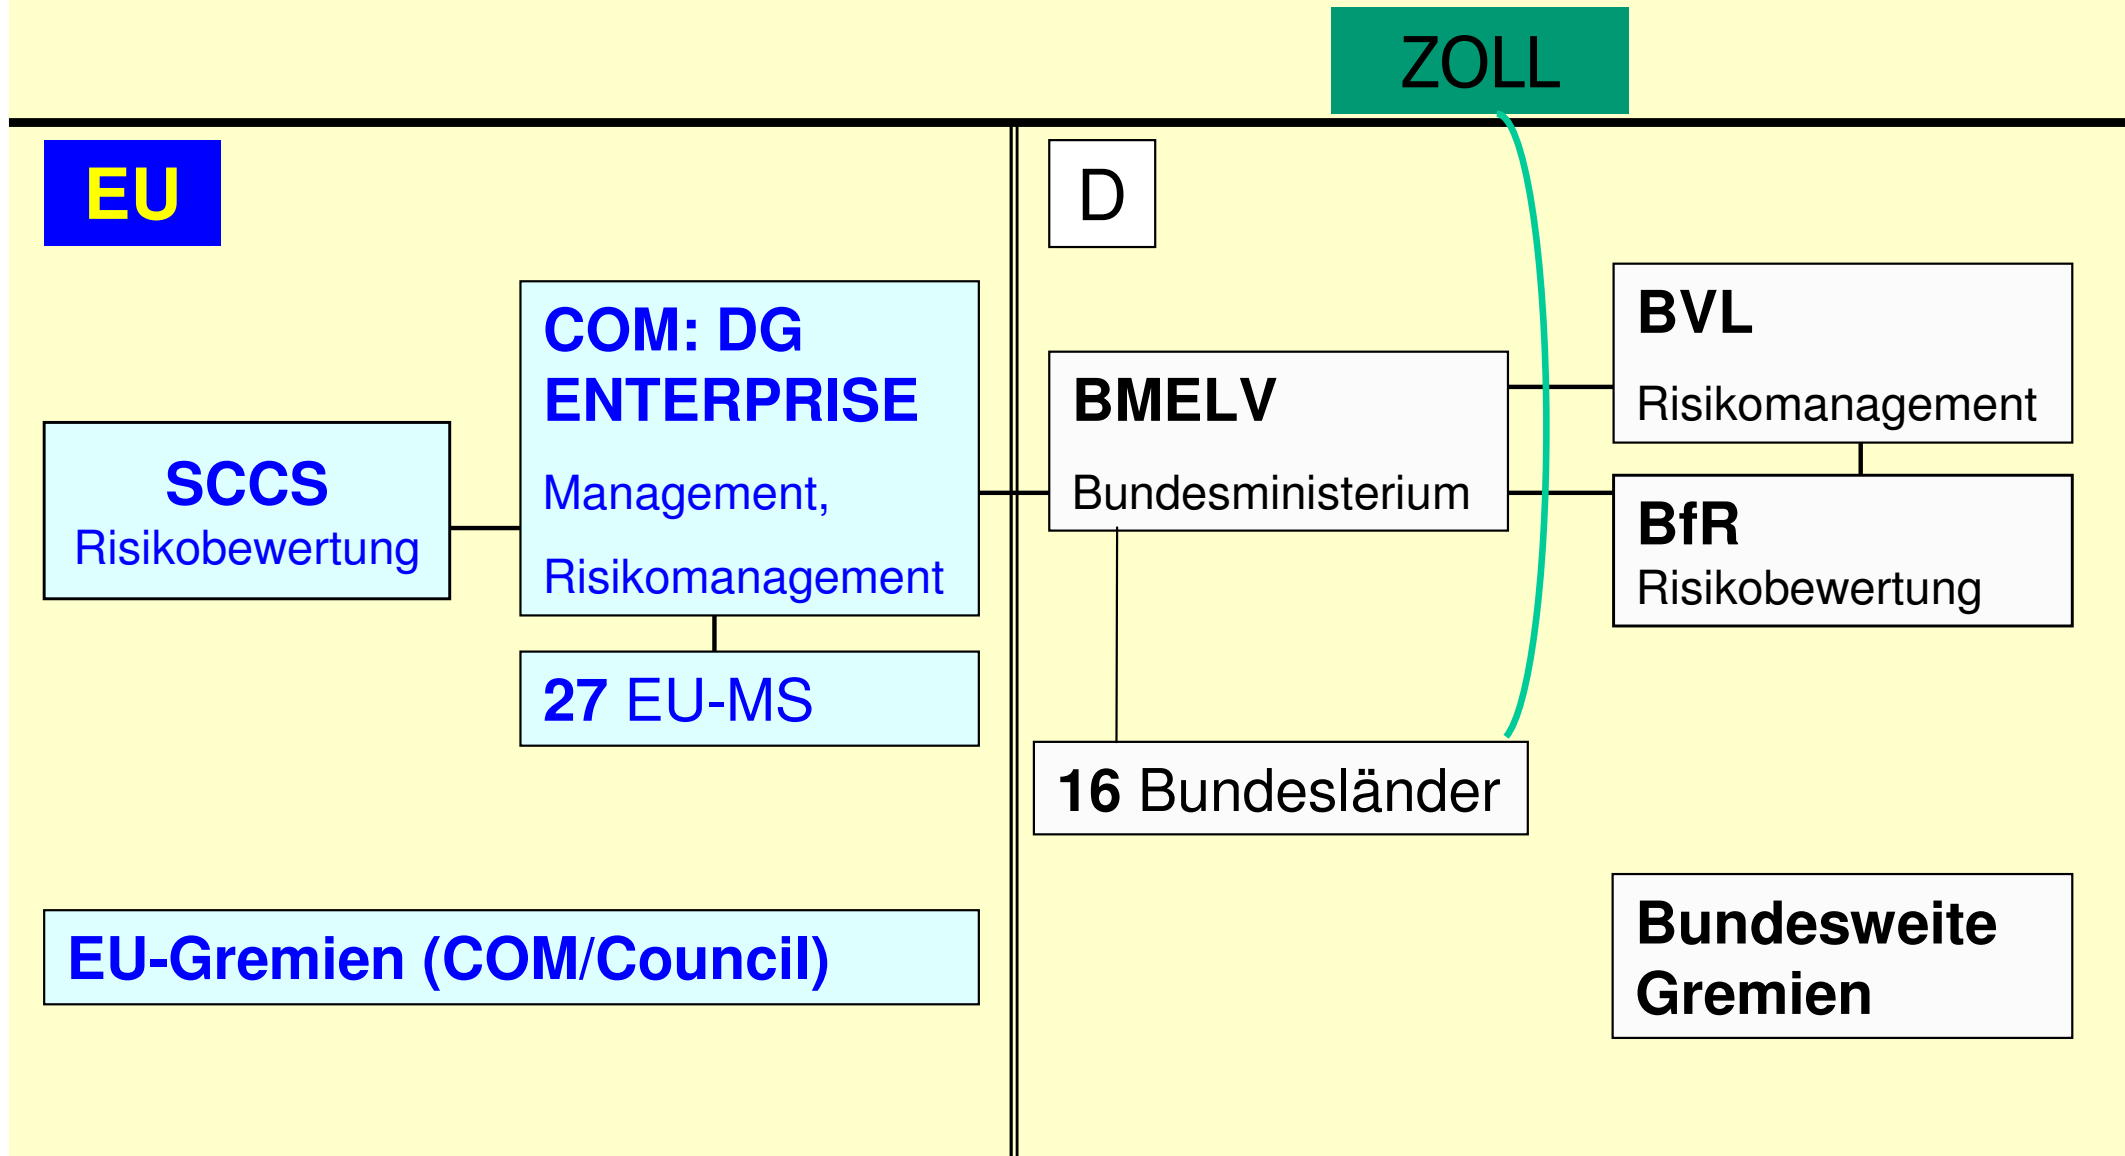 ZOLL
EU
D
COM: DG
ENTERPRISE
Management,
Risikomanagement
SCCS
Risikobewertung
27 EU-MS
EU-Gremien (COM/Council)
BMELV
Bundesministerium
BVL
Risikomanagement
BfR
Risikobewertung
16 Bundesländer
Bundesweite
Gremien